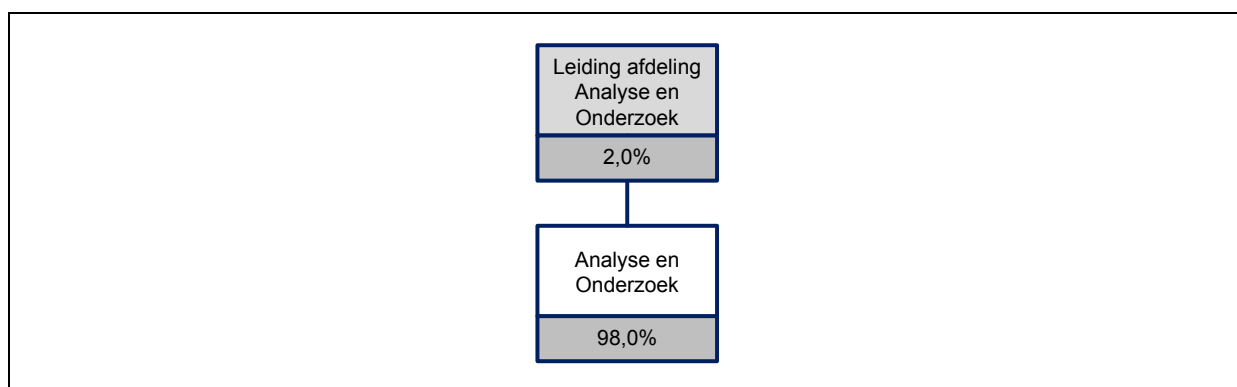 Leiding afdeling
Analyse en
Onderzoek
2,0%
Analyse en
Onderzoek
98,0%